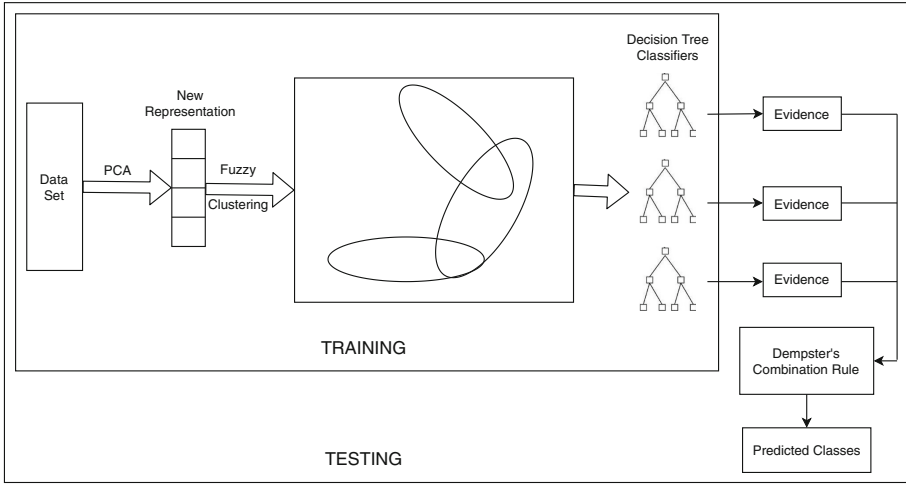 Decision Tree
Classifiers
New
Representation
Data
Set
PCA
Fuzzy
Clustering
Evidence
Evidence
Evidence
TRAINING
Dempster's
Combination Rule
Predicted Classes
TESTING